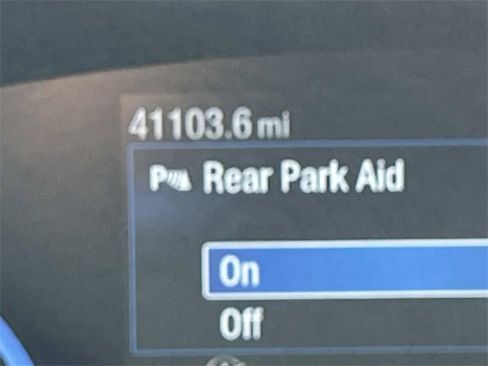 41103.6 mi
P Rear Park Aid
On
Off